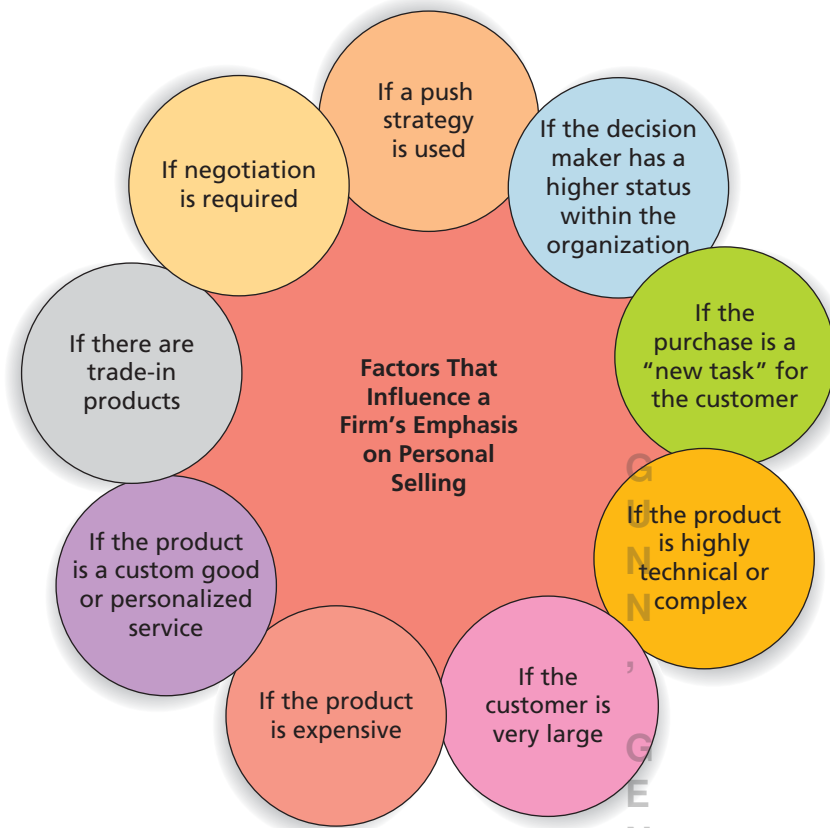 If a push
strategy
is used
If the decision
maker has a
higher status
within the
organization
If the
purchase is a
“new task” for
the customer
If the product
is highly
technical or
complex
If the
customer is
very large
If the product
is expensive
If the product
is a custom good
or personalized
service
If there are
trade-in
products
If negotiation
is required
Factors That
Influence a
Firm’s Emphasis
on Personal
Selling
G
U
N
N
,
G
E